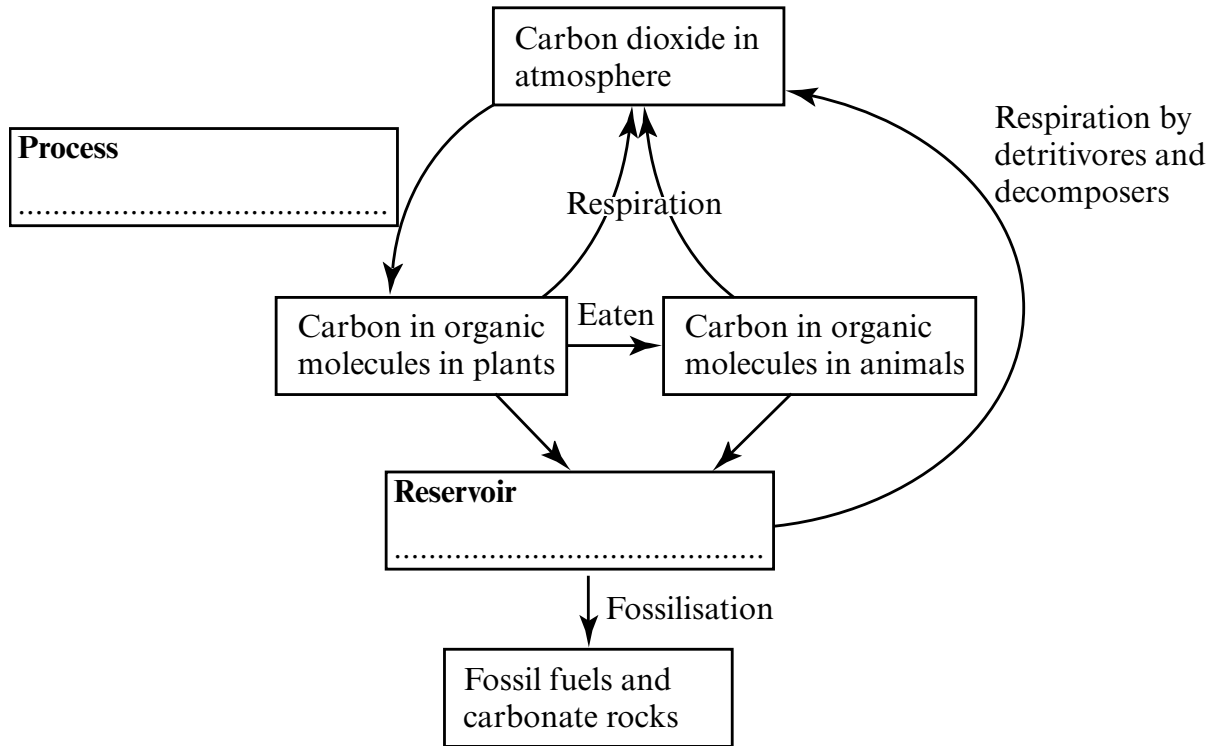 Carbon dioxide in
atmosphere
Process
..........................................
Respiration by
detritivores and
decomposers
Respiration
Carbon in organic
molecules in plants
Eaten
Carbon in organic
molecules in animals
Reservoir
..........................................
Fossilisation
Fossil fuels and
carbonate rocks